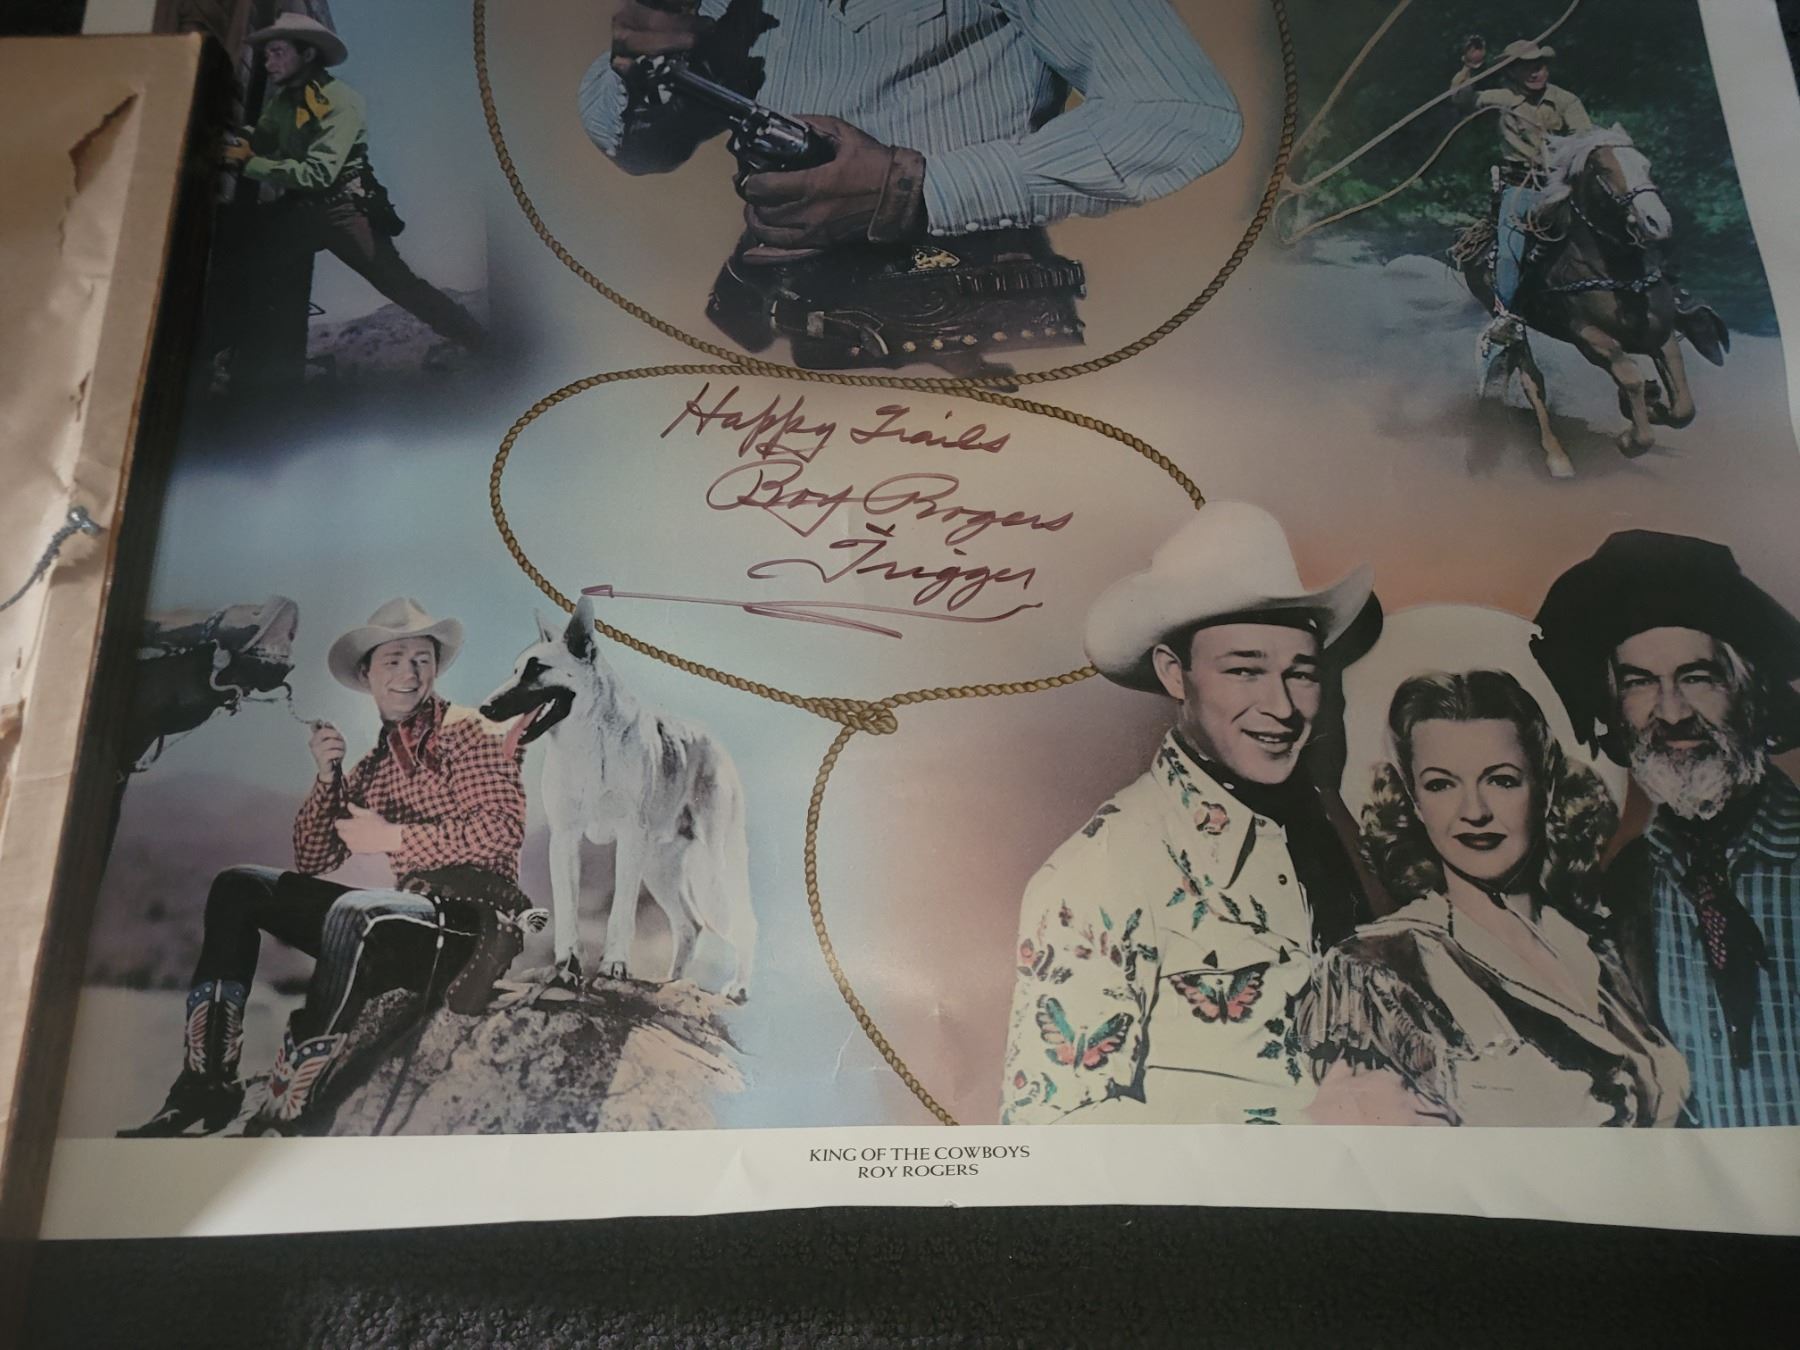 Happy Trails
Roy Rogers
Trigger
KING OF THE COWBOYS
ROY ROGERS